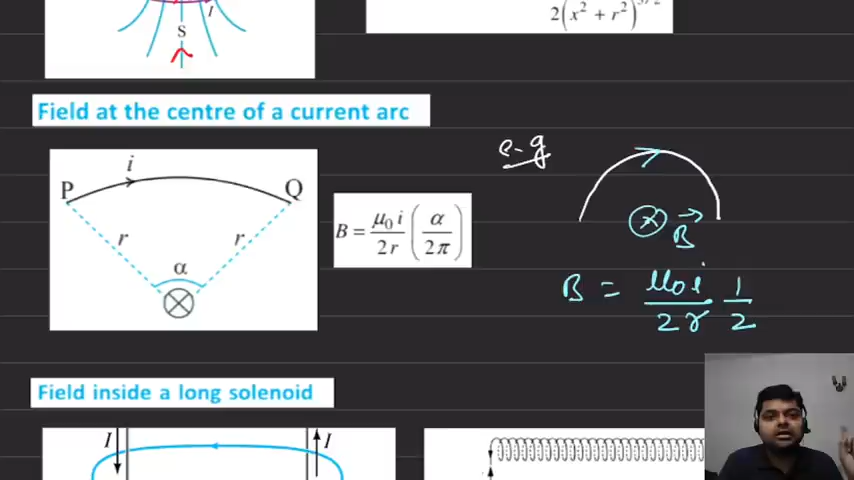 I
S
2(x² + r²)^3/2
Field at the centre of a current arc
e-g
i
P
Q
r
r
α
B = μ₀ i / 2r (α / 2π)
B
B = μ₀i / 2r 1/2
Field inside a long solenoid
I
I